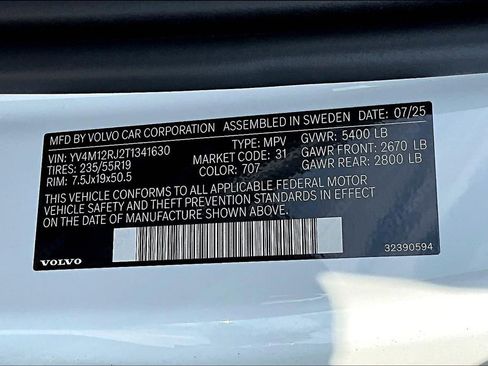 MFD BY VOLVO CAR CORPORATION ASSEMBLED IN SWEDEN DATE: 07/25
VIN: YV4M12RJ2T1341630 TYPE: MPV GVWR: 5400 LB
TIRES: 235/55R19 MARKET CODE: 31 GAWR FRONT: 2670 LB
RIM: 7.5Jx19x50.5 COLOR: 707 GAWR REAR: 2800 LB
THIS VEHICLE CONFORMS TO ALL APPLICABLE FEDERAL MOTOR
VEHICLE SAFETY AND THEFT PREVENTION STANDARDS IN EFFECT
ON THE DATE OF MANUFACTURE SHOWN ABOVE.
VOLVO 32390594